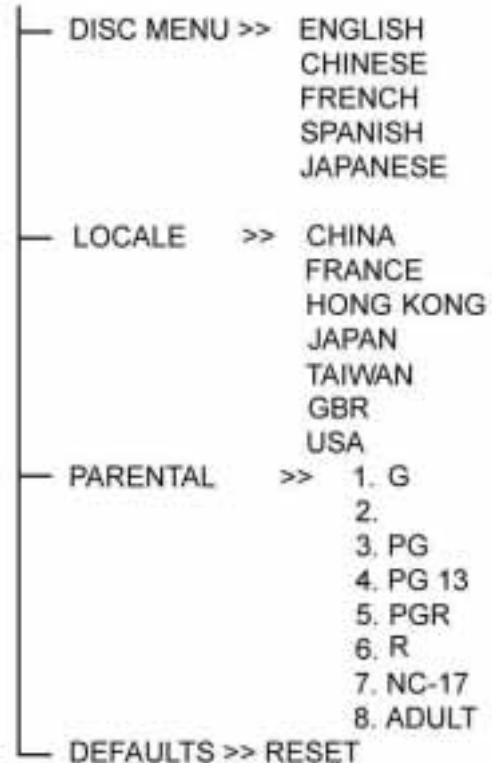 DISC MENU >> ENGLISH
CHINESE
FRENCH
SPANISH
JAPANESE
LOCALE >> CHINA
FRANCE
HONG KONG
JAPAN
TAIWAN
GBR
USA
PARENTAL >> 1. G
2.
3. PG
4. PG 13
5. PGR
6. R
7. NC-17
8. ADULT
DEFAULTS >> RESET